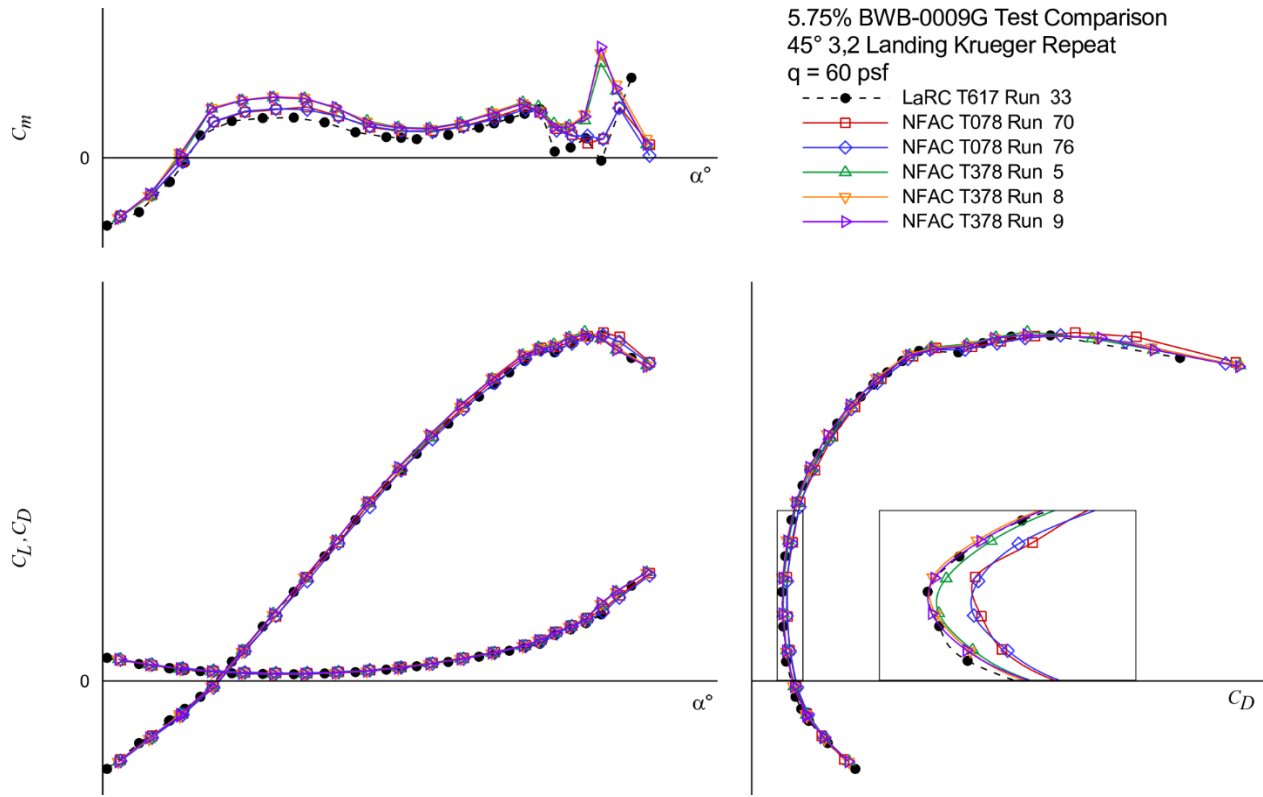 5.75% BWB-0009G Test Comparison
45° 3,2 Landing Krueger Repeat
q = 60 psf
LaRC T617 Run 33
NFAC T078 Run 70
NFAC T078 Run 76
NFAC T378 Run 5
NFAC T378 Run 8
NFAC T378 Run 9
Cm
0
α°
CL, CD
0
α°
CD